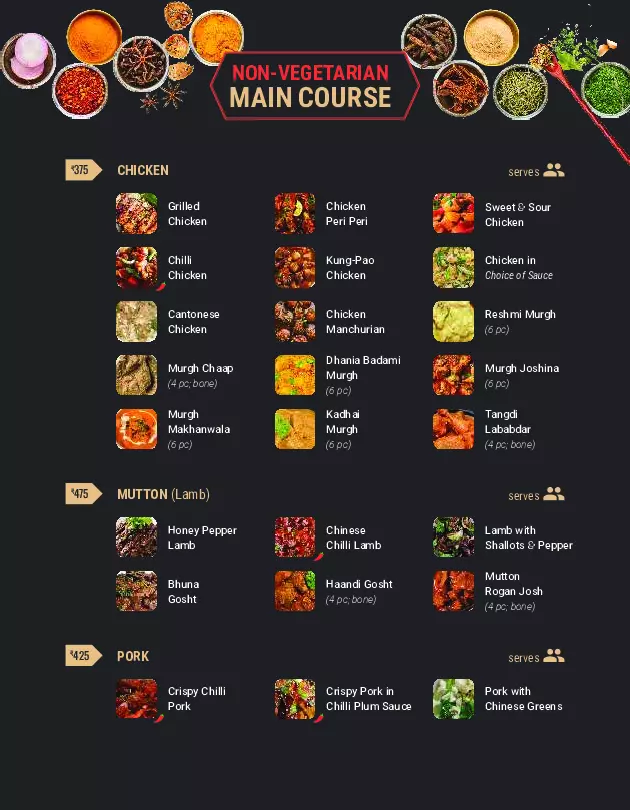 NON-VEGETARIAN
MAIN COURSE
₹375
CHICKEN
serves
Grilled
Chicken
Chicken
Peri Peri
Sweet & Sour
Chicken
Chilli
Chicken
Kung-Pao
Chicken
Chicken in
Choice of Sauce
Cantonese
Chicken
Chicken
Manchurian
Reshmi Murgh
(6 pc)
Murgh Chaap
(4 pc; bone)
Dhania Badami
Murgh
(6 pc)
Murgh Joshina
(6 pc)
Murgh
Makhanwala
(6 pc)
Kadhai
Murgh
(6 pc)
Tangdi
Lababdar
(4 pc; bone)
₹475
MUTTON (Lamb)
serves
Honey Pepper
Lamb
Chinese
Chilli Lamb
Lamb with
Shallots & Pepper
Bhuna
Gosht
Haandi Gosht
(4 pc; bone)
Mutton
Rogan Josh
(4 pc; bone)
₹425
PORK
serves
Crispy Chilli
Pork
Crispy Pork in
Chilli Plum Sauce
Pork with
Chinese Greens